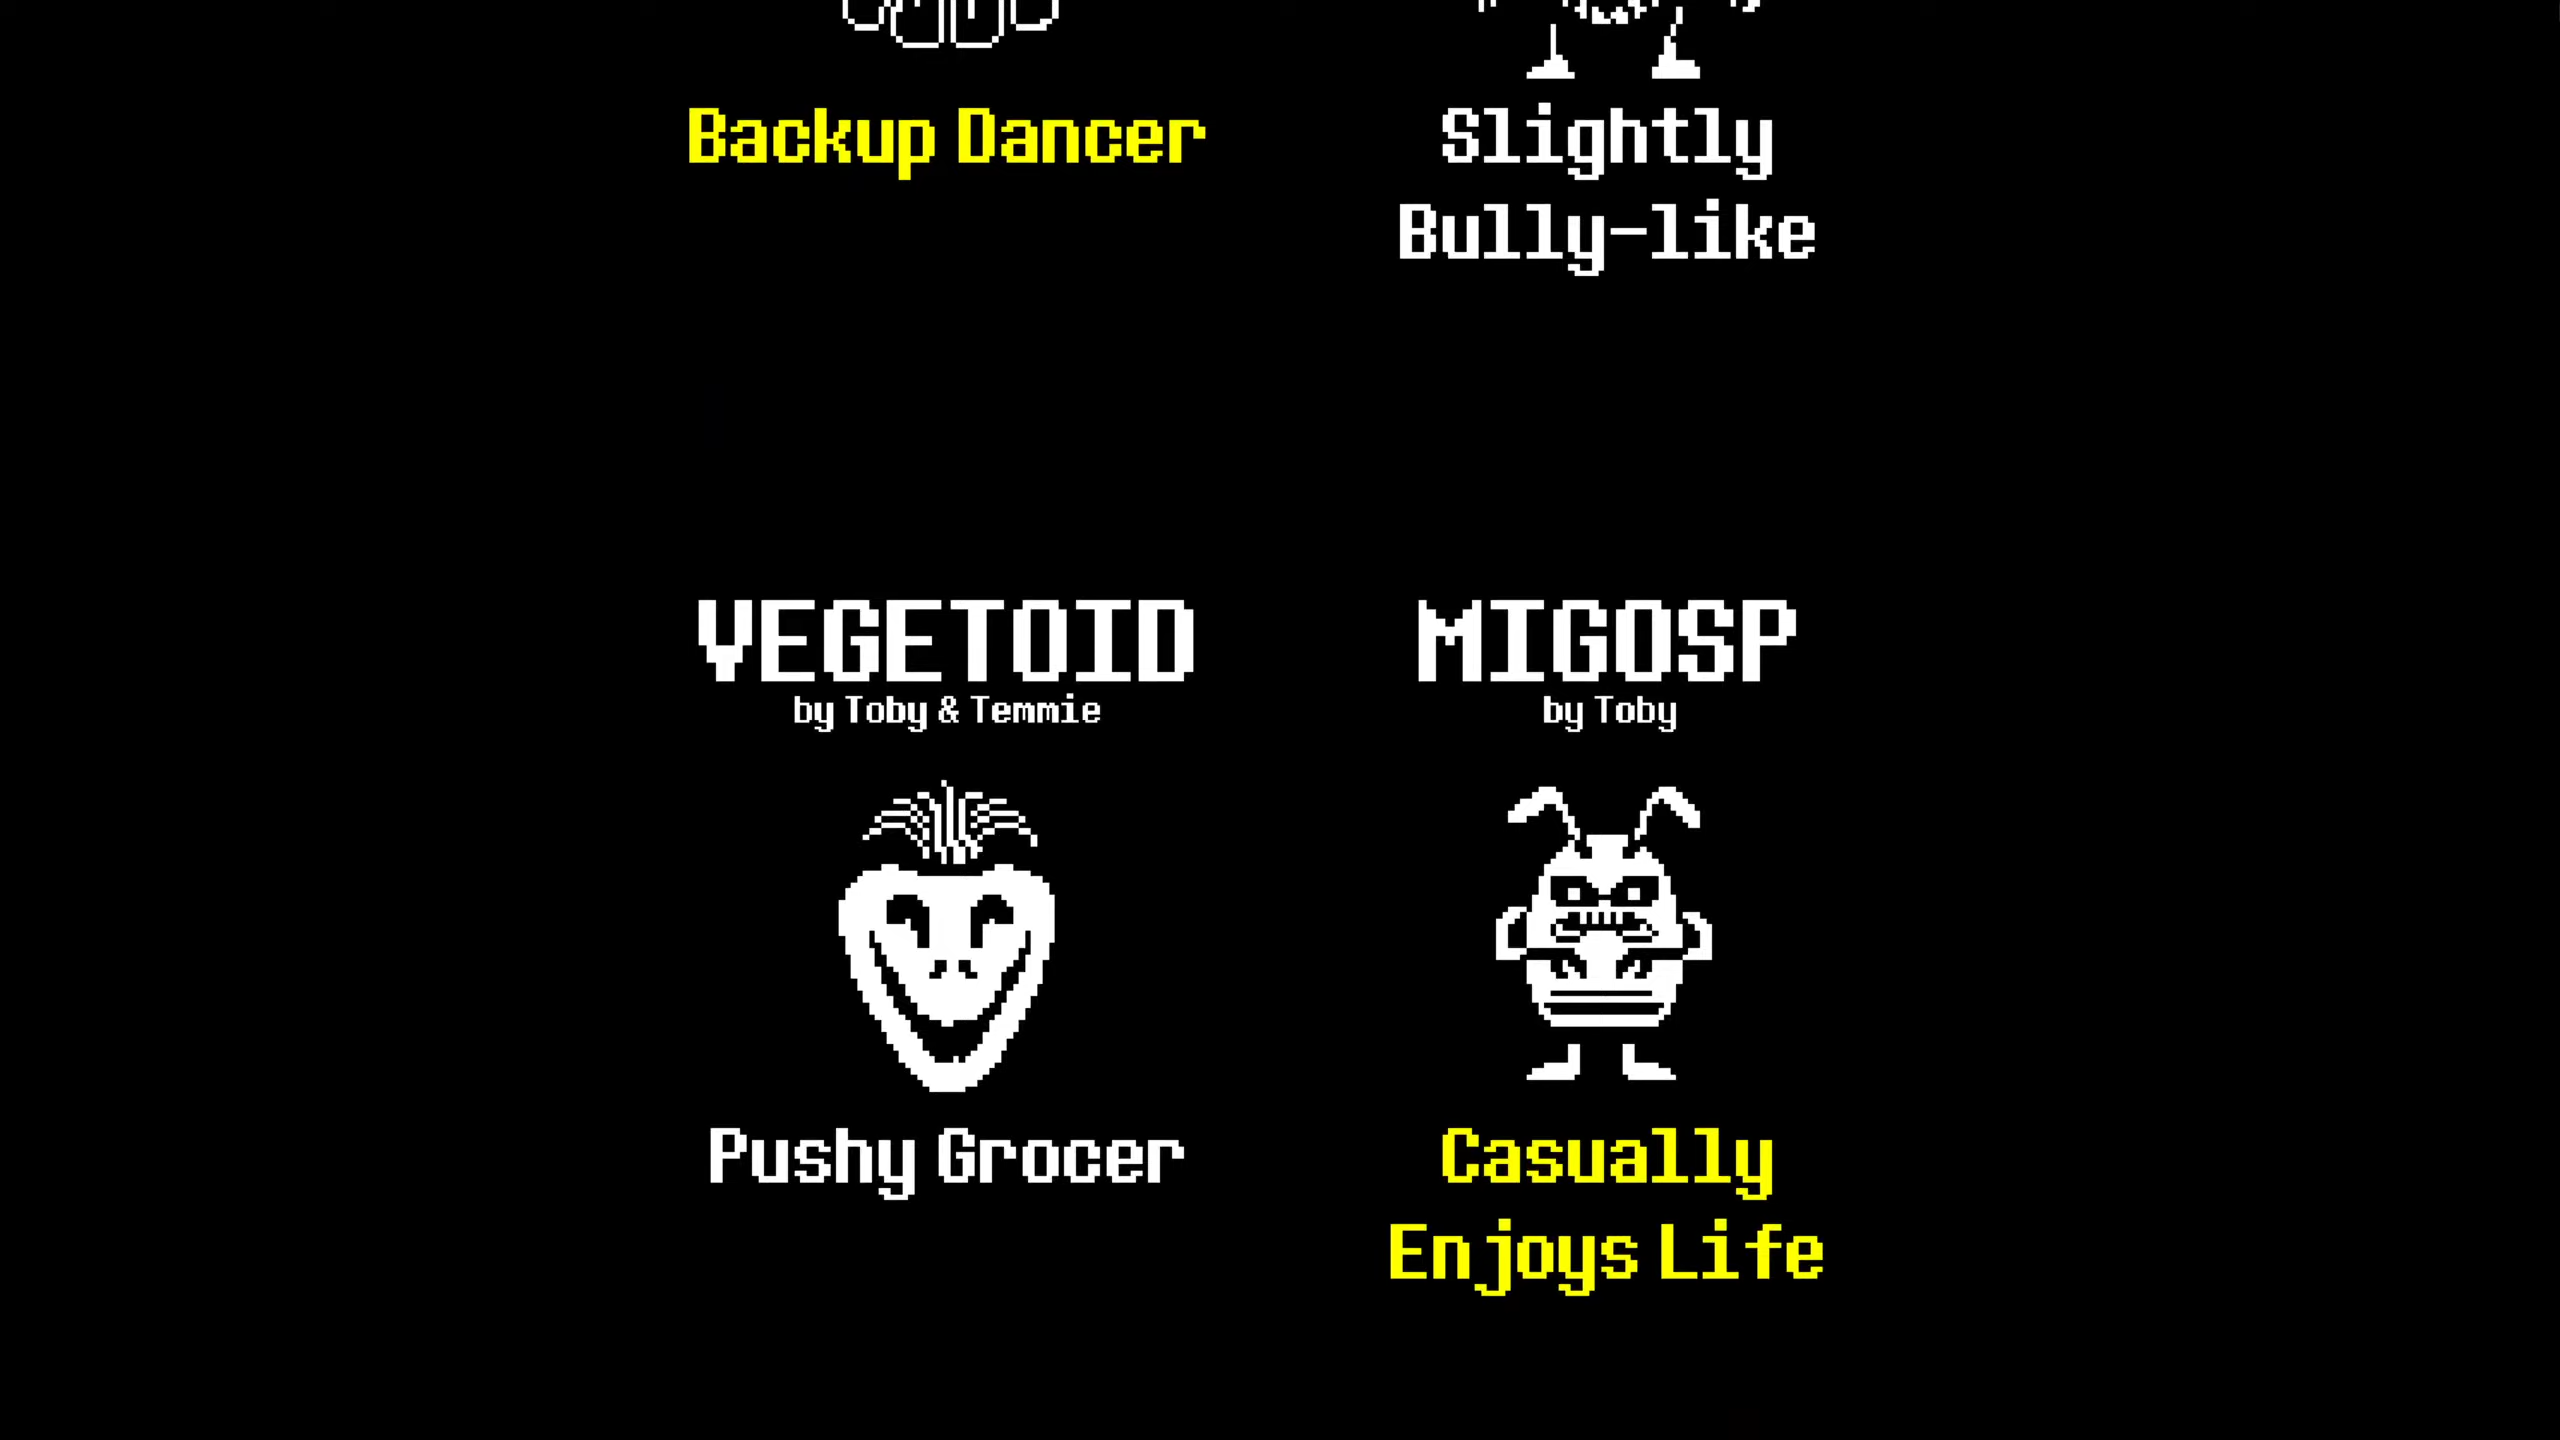 Backup Dancer
Slightly
Bully-like
VEGETOID
by Toby & Temmie
Pushy Grocer
MIGOSP
by Toby
Casually
Enjoys Life